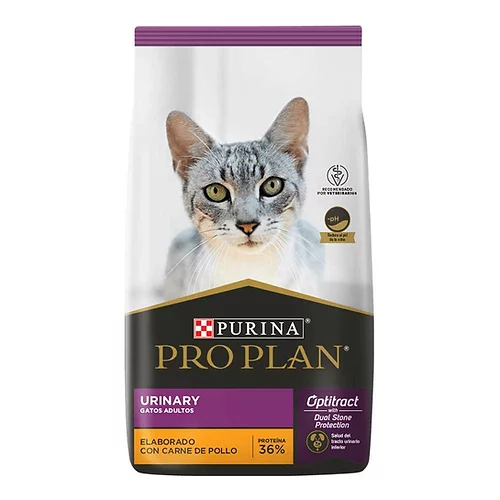 RECOMENDADO
POR VETERINARIOS
-pH
Reduce el pH
de la orina
PURINA
PRO PLAN®
URINARY
GATOS ADULTOS
Optitract
with
Dual Stone
Protection
Salud del
tracto urinario
inferior
ELABORADO
CON CARNE DE POLLO
PROTEÍNA
36%